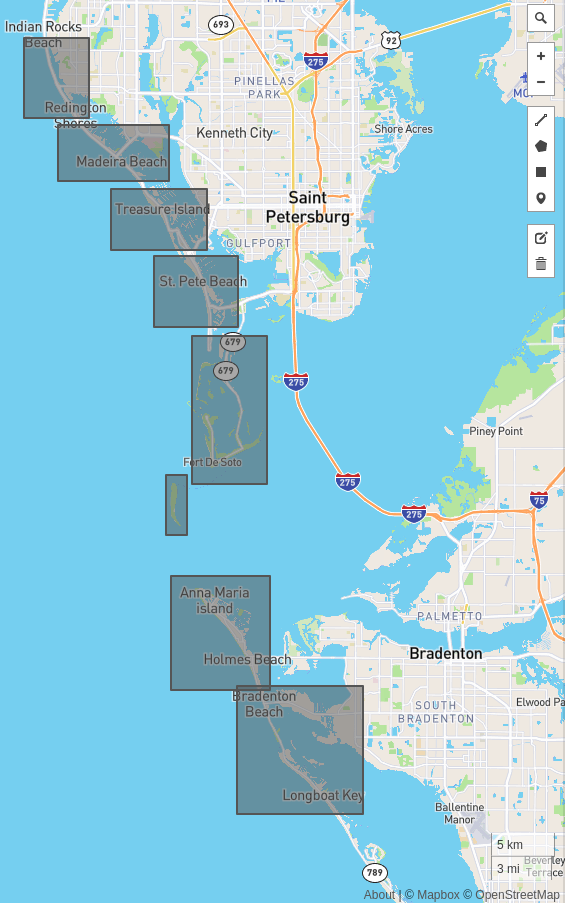 ME
693
Indian Rocks
Beach
92
275
PINELLAS
PARK
Redington
Shores
Kenneth City
Shore Acres
Madeira Beach
Saint
Petersburg
Treasure Island
GULFPORT
St. Pete Beach
679
679
275
Piney Point
Fort De Soto
275
275
75
Anna Maria
island
PALMETTO
Bradenton
Holmes Beach
Bradenton
Beach
SOUTH
BRADENTON
Elwood Pa
Longboat Key
Ballentine
Manor
5 km
3 mi
Beverley
Terrace
789
About | © Mapbox © OpenStreetMap